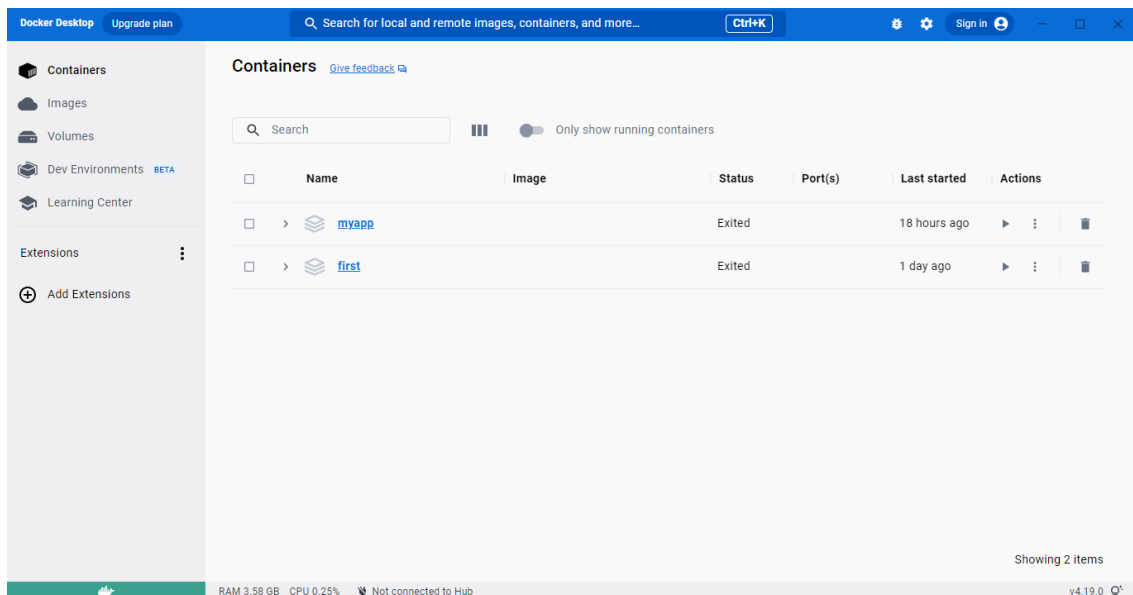 Docker Desktop Upgrade plan Search for local and remote images, containers, and more... Ctrl+K Sign in
Containers
Images
Volumes
Dev Environments BETA
Learning Center
Extensions
Add Extensions
Containers Give feedback
Search Only show running containers
Name Image Status Port(s) Last started Actions
myapp Exited 18 hours ago
first Exited 1 day ago
Showing 2 items
RAM 3.58 GB CPU 0.25% Not connected to Hub v4.19.0